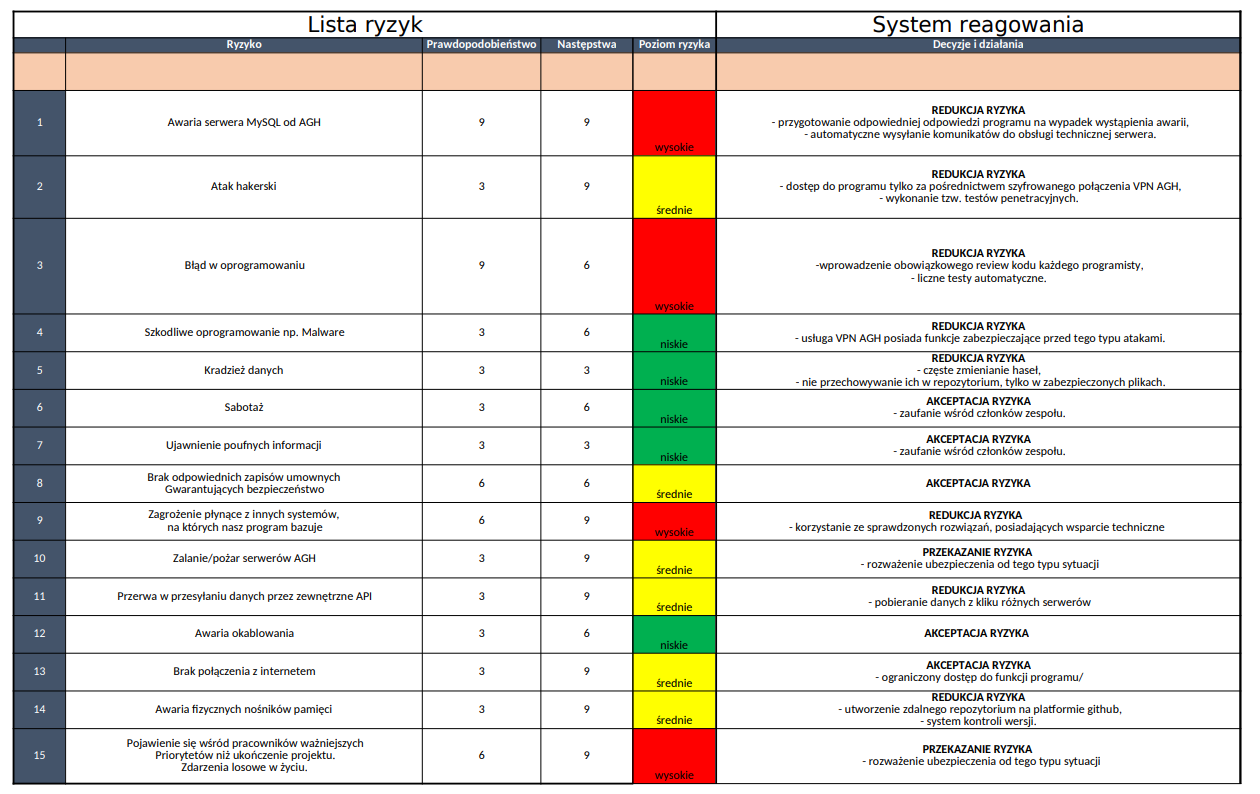 Lista ryzyk
System reagowania
Ryzyko
Prawdopodobieństwo
Następstwa
Poziom ryzyka
Decyzje i działania
1
Awaria serwera MySQL od AGH
9
9
wysokie
REDUKCJA RYZYKA
- przygotowanie odpowiedniej odpowiedzi programu na wypadek wystąpienia awarii,
- automatyczne wysyłanie komunikatów do obsługi technicznej serwera.
2
Atak hakerski
3
9
średnie
REDUKCJA RYZYKA
- dostęp do programu tylko za pośrednictwem szyfrowanego połączenia VPN AGH,
- wykonanie tzw. testów penetracyjnych.
3
Błąd w oprogramowaniu
9
6
wysokie
REDUKCJA RYZYKA
-wprowadzenie obowiązkowego review kodu każdego programisty,
- liczne testy automatyczne.
4
Szkodliwe oprogramowanie np. Malware
3
6
niskie
REDUKCJA RYZYKA
- usługa VPN AGH posiada funkcje zabezpieczające przed tego typu atakami.
5
Kradzież danych
3
3
niskie
REDUKCJA RYZYKA
- częste zmienianie haseł,
- nie przechowywanie ich w repozytorium, tylko w zabezpieczonych plikach.
6
Sabotaż
3
6
niskie
AKCEPTACJA RYZYKA
- zaufanie wśród członków zespołu.
7
Ujawnienie poufnych informacji
3
3
niskie
AKCEPTACJA RYZYKA
- zaufanie wśród członków zespołu.
8
Brak odpowiednich zapisów umownych
Gwarantujących bezpieczeństwo
6
6
średnie
AKCEPTACJA RYZYKA
9
Zagrożenie płynące z innych systemów,
na których nasz program bazuje
6
9
wysokie
REDUKCJA RYZYKA
- korzystanie ze sprawdzonych rozwiązań, posiadających wsparcie techniczne
10
Zalanie/pożar serwerów AGH
3
9
średnie
PRZEKAZANIE RYZYKA
- rozważenie ubezpieczenia od tego typu sytuacji
11
Przerwa w przesyłaniu danych przez zewnętrzne API
3
9
średnie
REDUKCJA RYZYKA
- pobieranie danych z kliku różnych serwerów
12
Awaria okablowania
3
6
niskie
AKCEPTACJA RYZYKA
13
Brak połączenia z internetem
3
9
średnie
AKCEPTACJA RYZYKA
- ograniczony dostęp do funkcji programu/
14
Awaria fizycznych nośników pamięci
3
9
średnie
REDUKCJA RYZYKA
- utworzenie zdalnego repozytorium na platformie github,
- system kontroli wersji.
15
Pojawienie się wśród pracowników ważniejszych
Priorytetów niż ukończenie projektu.
Zdarzenia losowe w życiu.
6
9
wysokie
PRZEKAZANIE RYZYKA
- rozważenie ubezpieczenia od tego typu sytuacji